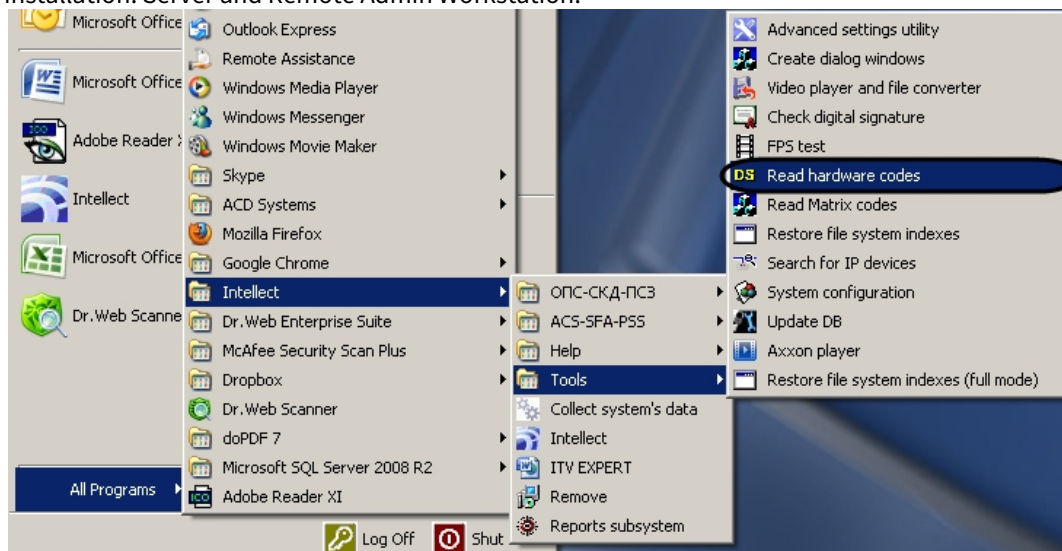 Installation: Server and Remote Admin Workstation.
Microsoft Office
Microsoft Office
Adobe Reader
Intellect
Microsoft Office
Dr.Web Scanne
All Programs
Outlook Express
Remote Assistance
Windows Media Player
Windows Messenger
Windows Movie Maker
Skype
ACD Systems
Mozilla Firefox
Google Chrome
Intellect
Dr.Web Enterprise Suite
McAfee Security Scan Plus
Dropbox
Dr.Web Scanner
doPDF 7
Microsoft SQL Server 2008 R2
Adobe Reader XI
Log Off
Shut
ОПС-СКД-ПСЗ
ACS-SFA-PSS
Help
Tools
Collect system's data
Intellect
ITV EXPERT
Remove
Reports subsystem
Advanced settings utility
Create dialog windows
Video player and file converter
Check digital signature
FPS test
DS Read hardware codes
Read Matrix codes
Restore file system indexes
Search for IP devices
System configuration
Update DB
Axxon player
Restore file system indexes (full mode)